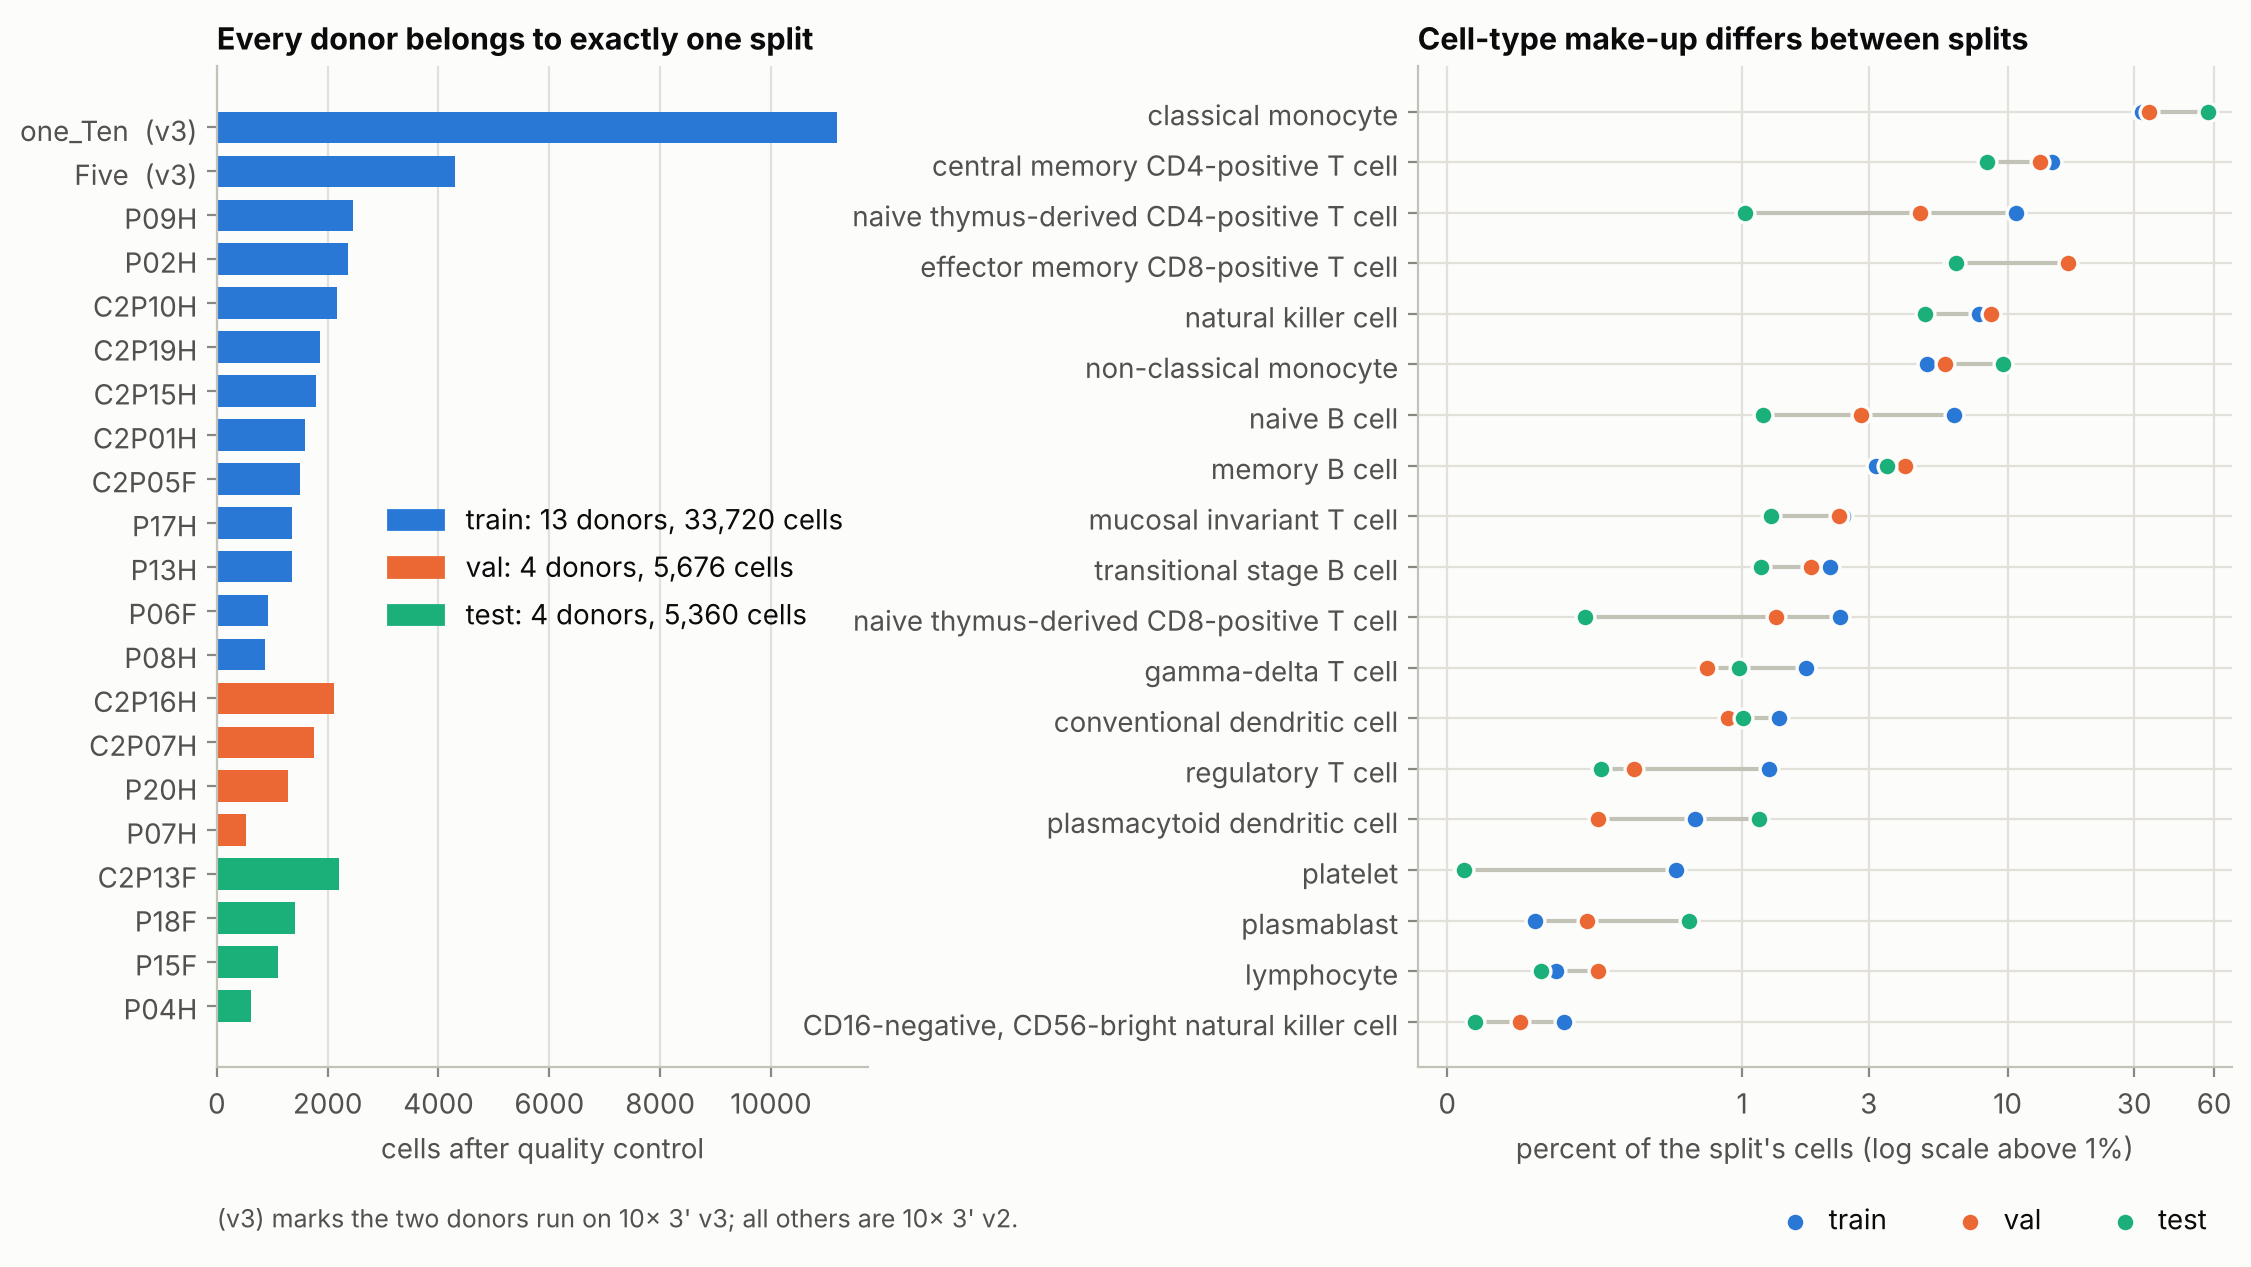 Every donor belongs to exactly one split
one_Ten (v3)
Five (v3)
P09H
P02H
C2P10H
C2P19H
C2P15H
C2P01H
C2P05F
P17H
P13H
P06F
P08H
C2P16H
C2P07H
P20H
P07H
C2P13F
P18F
P15F
P04H
train: 13 donors, 33,720 cells
val: 4 donors, 5,676 cells
test: 4 donors, 5,360 cells
0 2000 4000 6000 8000 10000
cells after quality control
(v3) marks the two donors run on 10× 3' v3; all others are 10× 3' v2.
Cell-type make-up differs between splits
classical monocyte
central memory CD4-positive T cell
naive thymus-derived CD4-positive T cell
effector memory CD8-positive T cell
natural killer cell
non-classical monocyte
naive B cell
memory B cell
mucosal invariant T cell
transitional stage B cell
naive thymus-derived CD8-positive T cell
gamma-delta T cell
conventional dendritic cell
regulatory T cell
plasmacytoid dendritic cell
platelet
plasmablast
lymphocyte
CD16-negative, CD56-bright natural killer cell
0 1 3 10 30 60
percent of the split's cells (log scale above 1%)
train val test